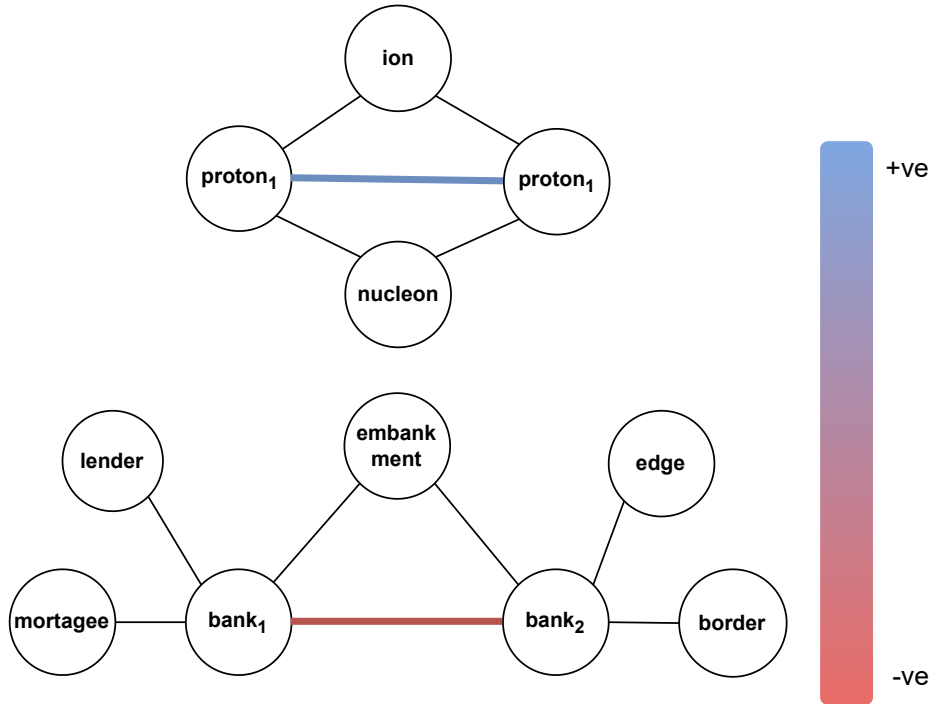 ion
proton₁
proton₁
+ve
nucleon
embank
ment
lender
edge
mortagee
bank₁
bank₂
border
-ve